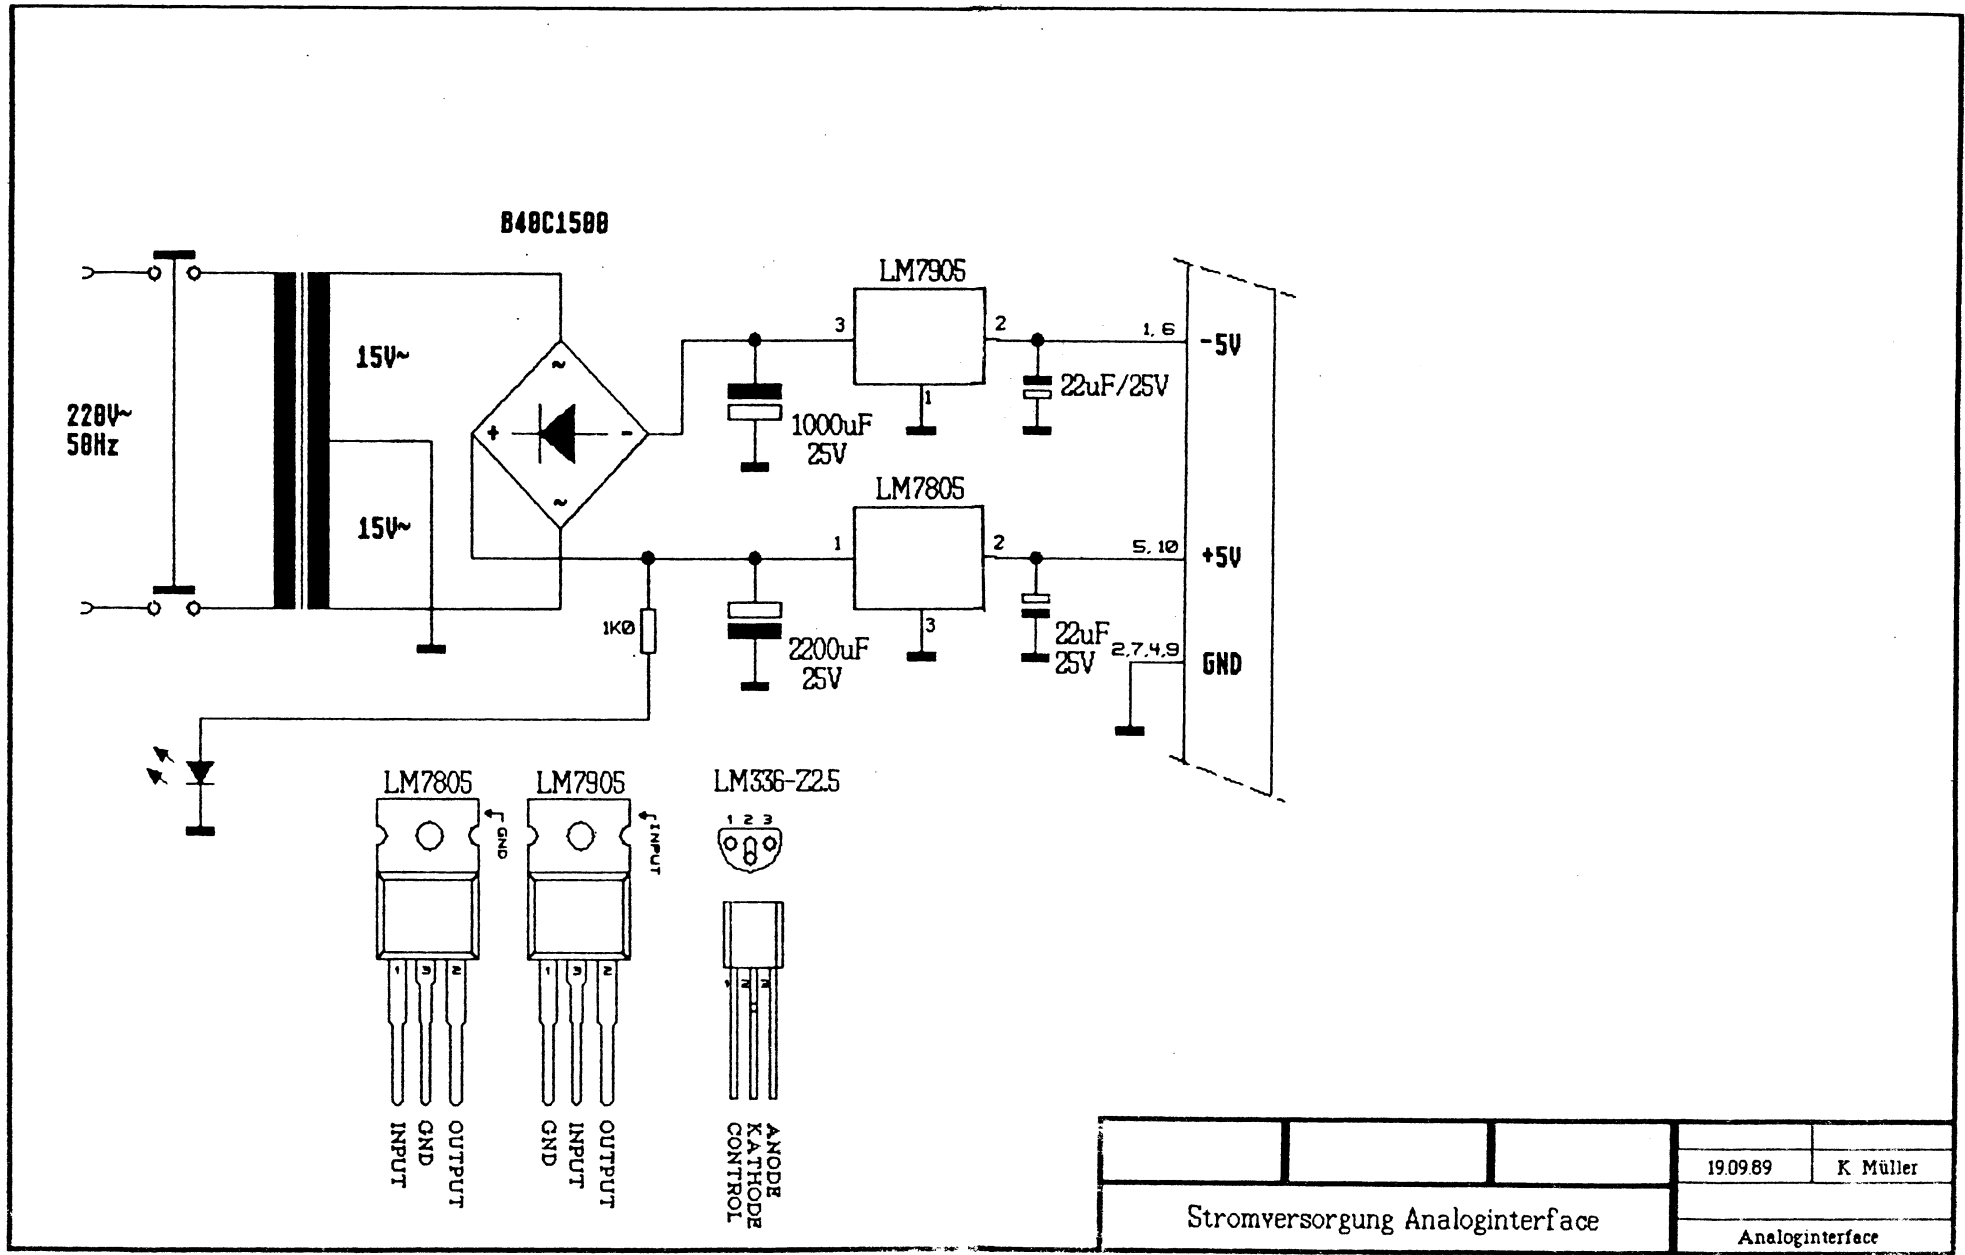 B40C1500
LM7905
3
2
1, 6
-5V
15V~
1
22uF/25V
220V~
50Hz
+
-
~
~
1000uF
25V
LM7805
15V~
1
2
5, 10
+5V
3
1K0
22uF
25V
2200uF
25V
2,7,4,9
GND
LM7805
GND
1
3
2
INPUT
GND
OUTPUT
LM7905
INPUT
1
3
2
GND
INPUT
OUTPUT
LM336-Z2.5
1 2 3
ANODE
KATHODE
CONTROL
19.09.89
K Müller
Stromversorgung Analoginterface
Analoginterface